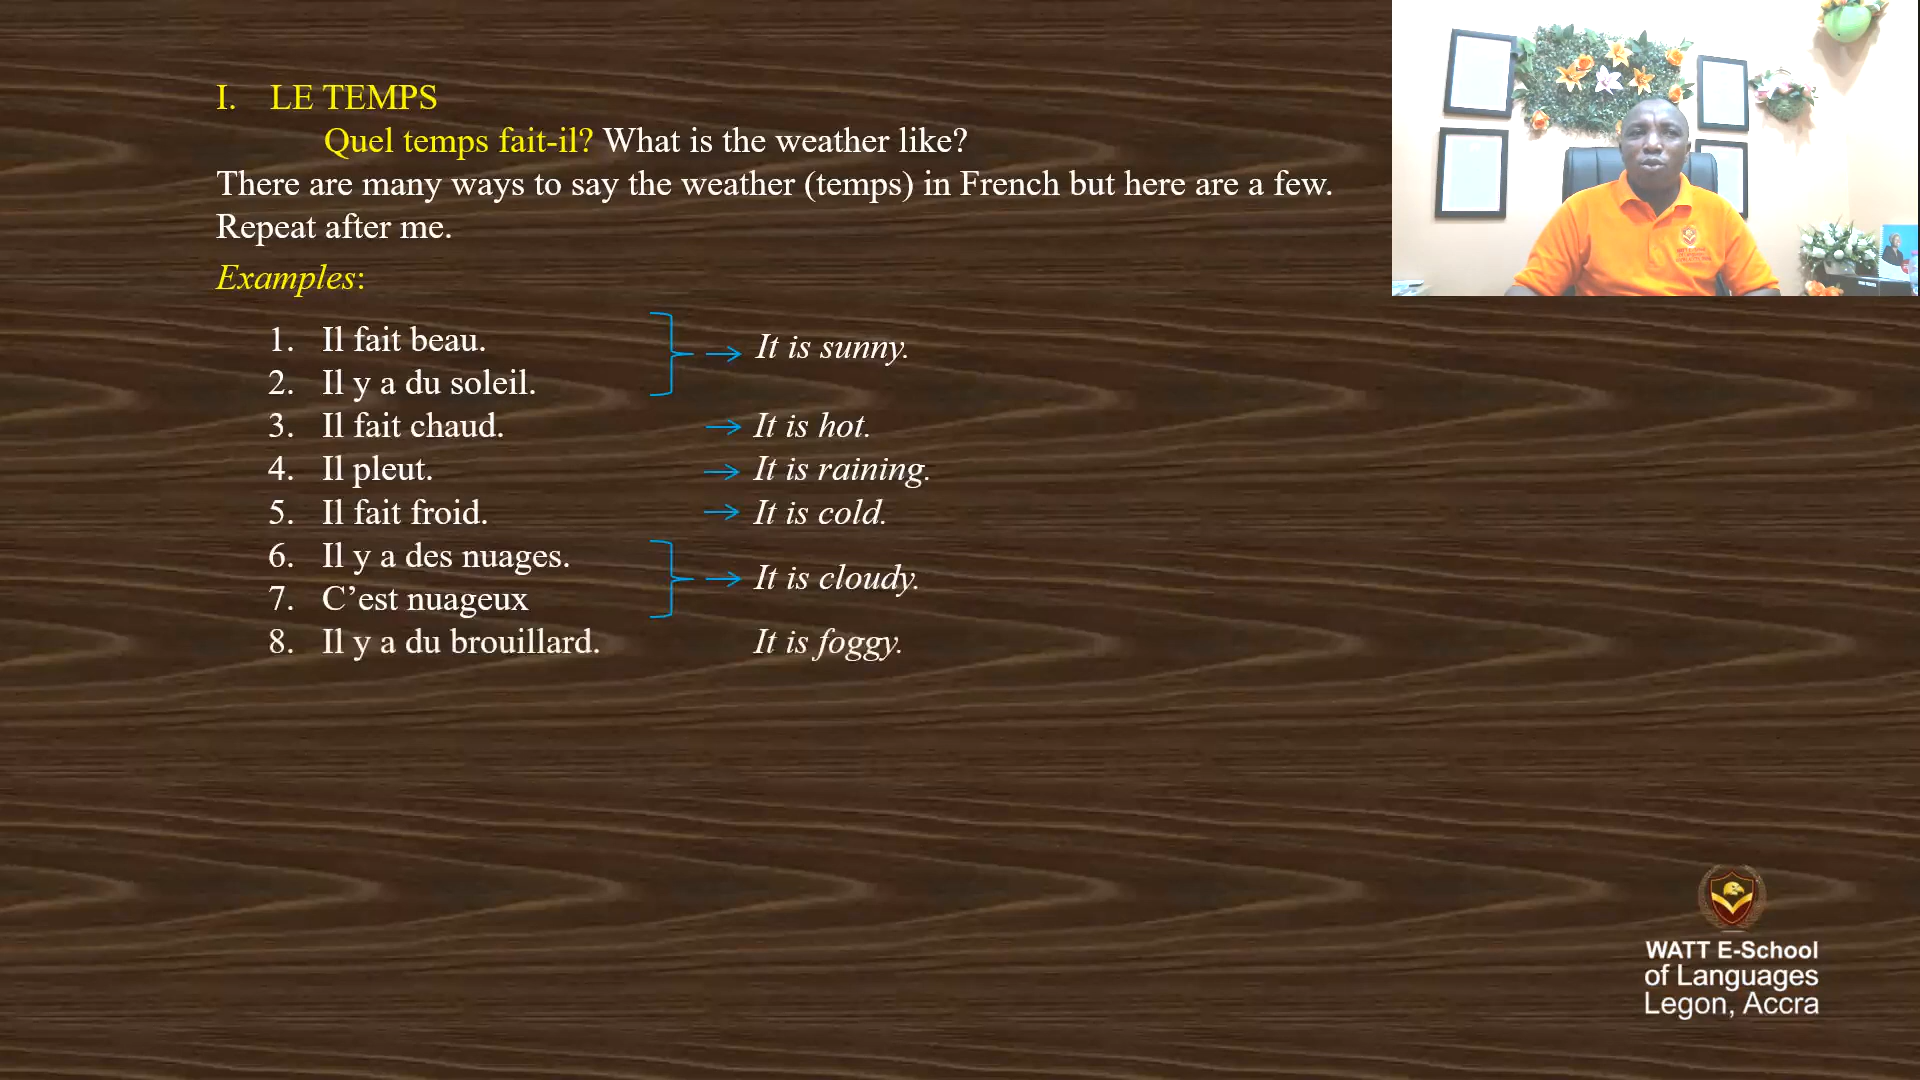 I. LE TEMPS
Quel temps fait-il? What is the weather like?
There are many ways to say the weather (temps) in French but here are a few.
Repeat after me.
Examples:
1. Il fait beau.
2. Il y a du soleil.
It is sunny.
3. Il fait chaud. It is hot.
4. Il pleut. It is raining.
5. Il fait froid. It is cold.
6. Il y a des nuages.
7. C’est nuageux
It is cloudy.
8. Il y a du brouillard. It is foggy.
WATT E-School
of Languages
Legon, Accra